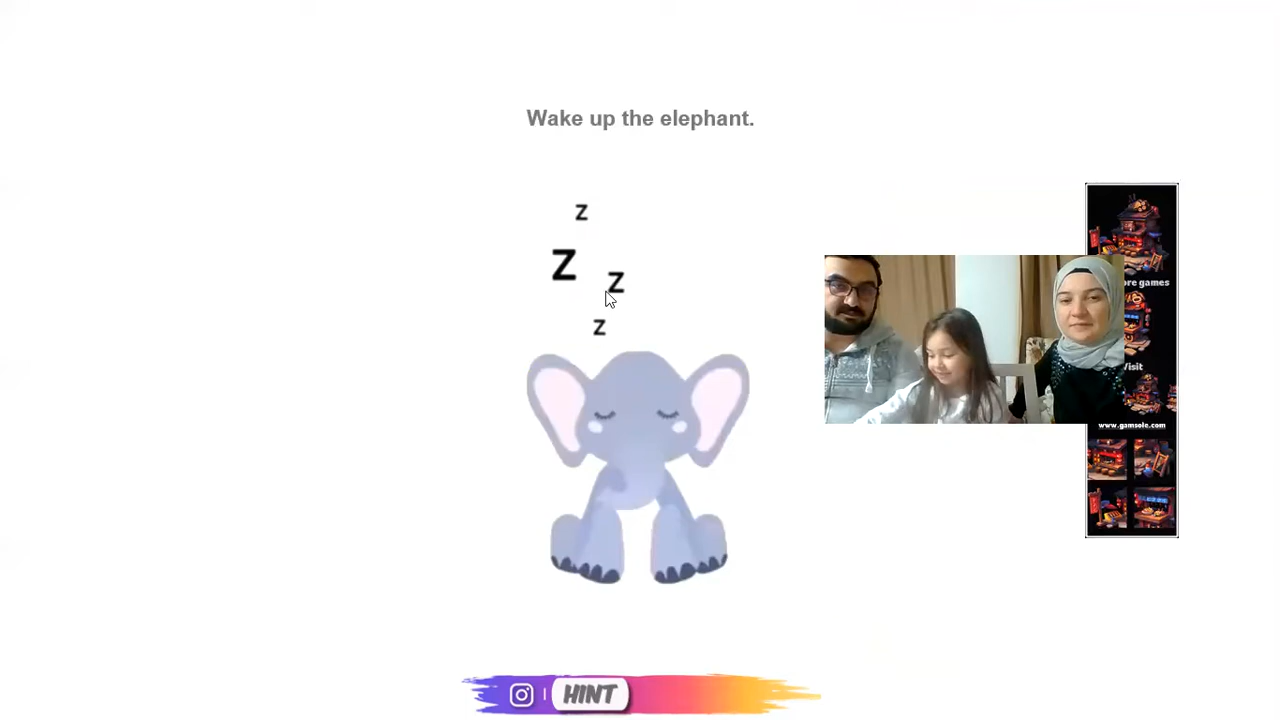 Wake up the elephant.
z
Z
z
z
ore games
Visit
www.gamsole.com
HINT